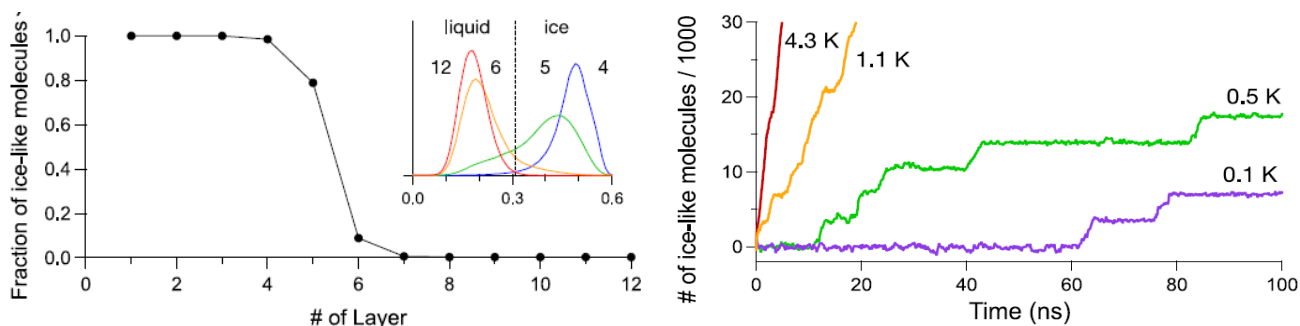 Fraction of ice-like molecules
1.0
0.8
0.6
0.4
0.2
0.0
0 2 4 6 8 10 12
# of Layer
liquid ice
12 6 5 4
0.0 0.3 0.6
# of ice-like molecules / 1000
30
20
10
0
4.3 K
1.1 K
0.5 K
0.1 K
0 20 40 60 80 100
Time (ns)